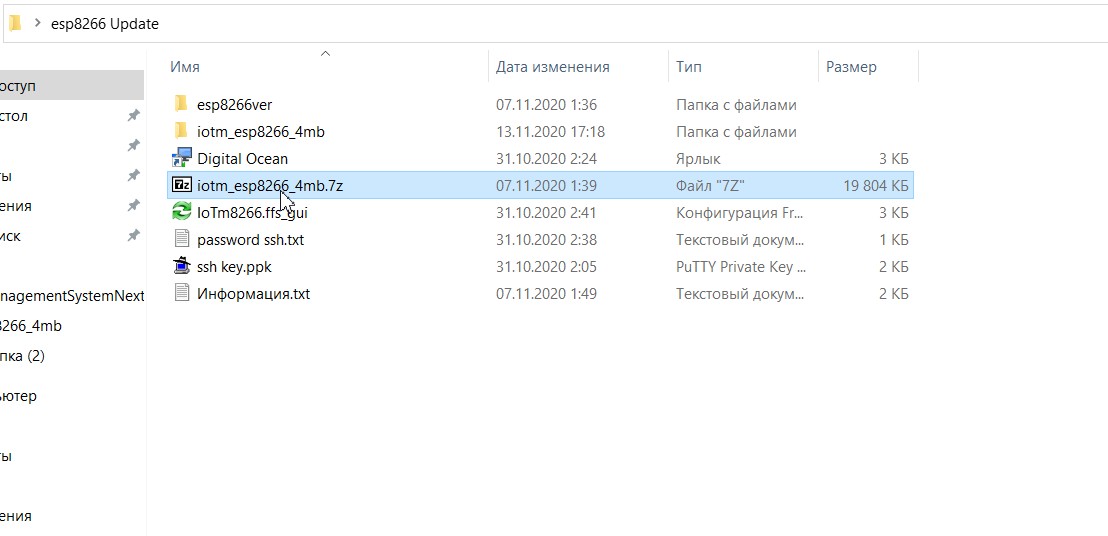 esp8266 Update
Имя Дата изменения Тип Размер
оступ
стол
ты
ения
иск
nagementSystemNext
8266_4mb
пка (2)
ьютер
ты
ения
esp8266ver 07.11.2020 1:36 Папка с файлами
iotm_esp8266_4mb 13.11.2020 17:18 Папка с файлами
Digital Ocean 31.10.2020 2:24 Ярлык 3 КБ
iotm_esp8266_4mb.7z 07.11.2020 1:39 Файл "7Z" 19 804 КБ
IoTm8266.ffs_gui 31.10.2020 2:41 Конфигурация Fr... 3 КБ
password ssh.txt 31.10.2020 2:38 Текстовый докум... 1 КБ
ssh key.ppk 31.10.2020 2:05 PuTTY Private Key ... 2 КБ
Информация.txt 07.11.2020 1:49 Текстовый докум... 2 КБ